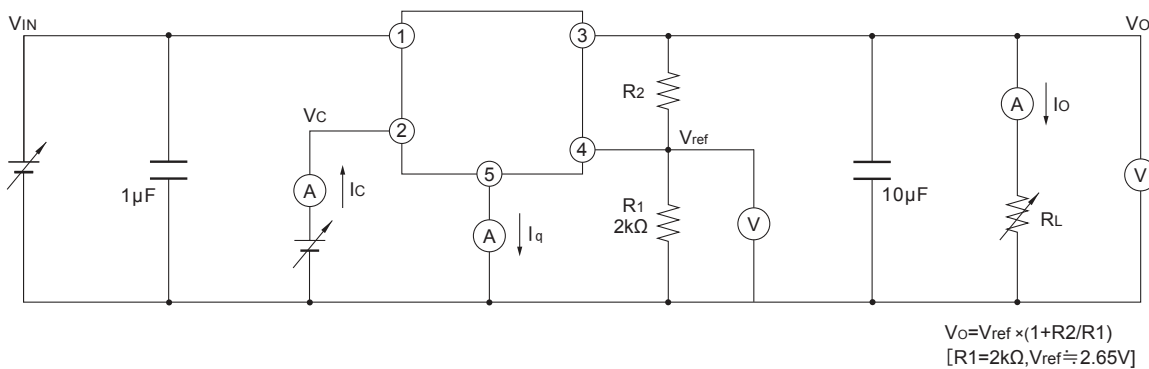 VIN
1
3
VO
R2
A
IO
VC
2
Vref
4
5
1μF
A
IC
R1
2kΩ
V
10μF
RL
V
A
Iq
VO=Vref×(1+R2/R1)
[R1=2kΩ,Vref≒2.65V]